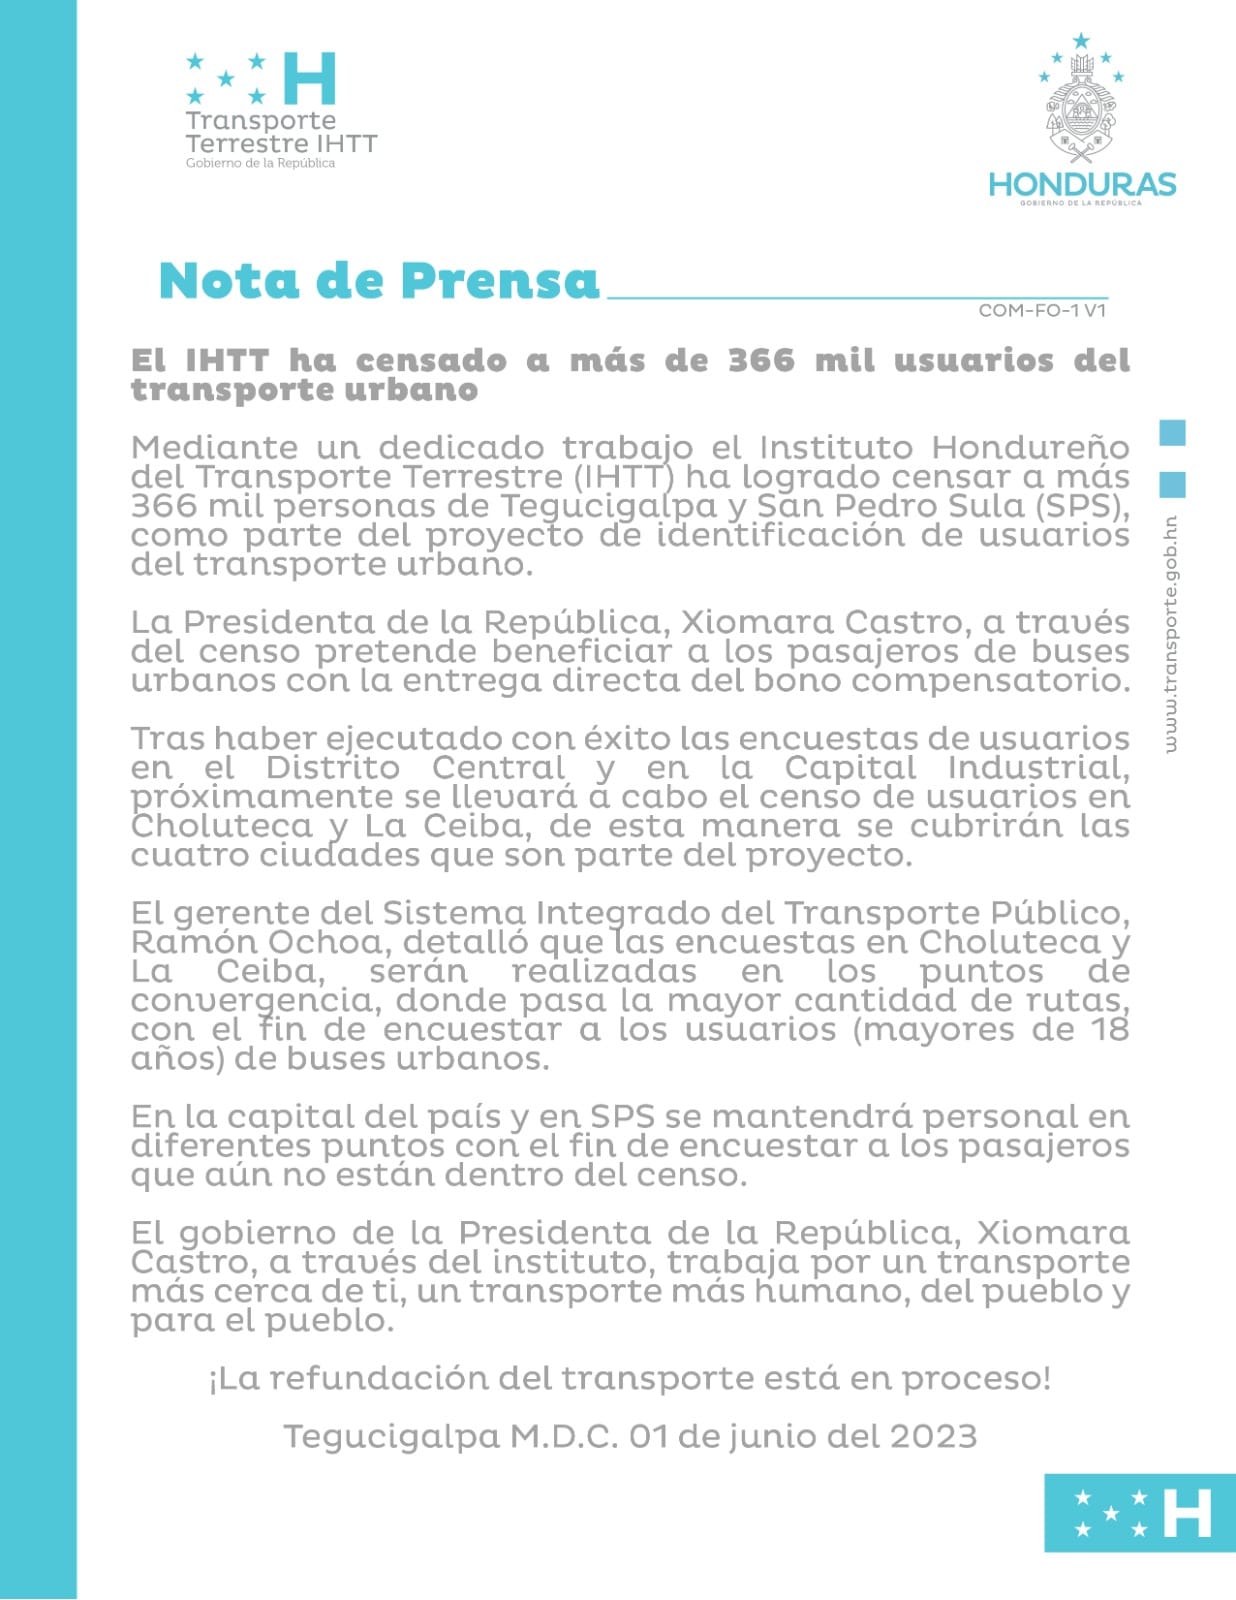 H
Transporte
Terrestre IHTT
Gobierno de la República
HONDURAS
GOBIERNO DE LA REPÚBLICA
Nota de Prensa
COM-FO-1 V1
El IHTT ha censado a más de 366 mil usuarios del
transporte urbano
Mediante un dedicado trabajo el Instituto Hondureño
del Transporte Terrestre (IHTT) ha logrado censar a más
366 mil personas de Tegucigalpa y San Pedro Sula (SPS),
como parte del proyecto de identificación de usuarios
del transporte urbano.
La Presidenta de la República, Xiomara Castro, a través
del censo pretende beneficiar a los pasajeros de buses
urbanos con la entrega directa del bono compensatorio.
Tras haber ejecutado con éxito las encuestas de usuarios
en el Distrito Central y en la Capital Industrial,
próximamente se llevará a cabo el censo de usuarios en
Choluteca y La Ceiba, de esta manera se cubrirán las
cuatro ciudades que son parte del proyecto.
El gerente del Sistema Integrado del Transporte Público,
Ramón Ochoa, detalló que las encuestas en Choluteca y
La Ceiba, serán realizadas en los puntos de
convergencia, donde pasa la mayor cantidad de rutas,
con el fin de encuestar a los usuarios (mayores de 18
años) de buses urbanos.
En la capital del país y en SPS se mantendrá personal en
diferentes puntos con el fin de encuestar a los pasajeros
que aún no están dentro del censo.
El gobierno de la Presidenta de la República, Xiomara
Castro, a través del instituto, trabaja por un transporte
más cerca de ti, un transporte más humano, del pueblo y
para el pueblo.
¡La refundación del transporte está en proceso!
Tegucigalpa M.D.C. 01 de junio del 2023
www.transporte.gob.hn
H